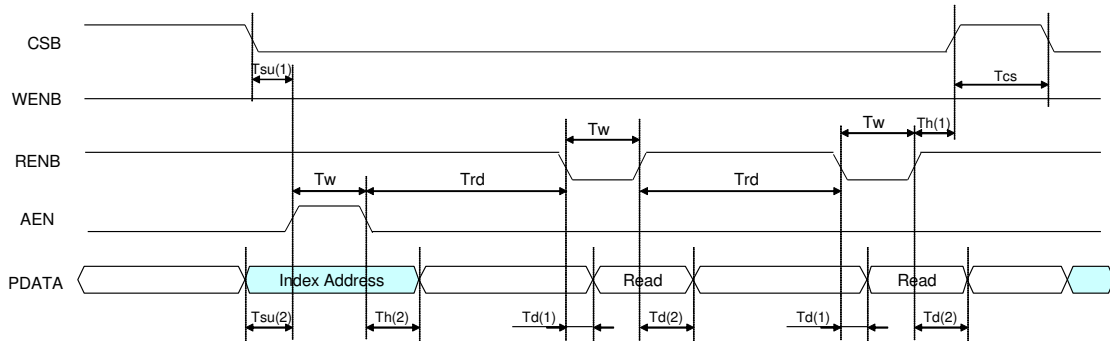 CSB
Tsu(1)
Tcs
WENB
Tw
Tw
Th(1)
RENB
Tw
Trd
Trd
AEN
PDATA
Index Address
Read
Read
Tsu(2)
Th(2)
Td(1)
Td(2)
Td(1)
Td(2)